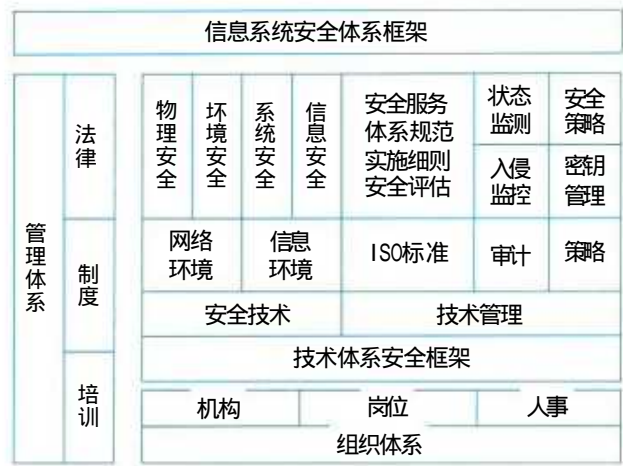 信息系统安全体系框架
管理体系
法律
制度
培训
物理安全
环境安全
系统安全
信息安全
安全服务
体系规范
实施细则
安全评估
状态
监测
安全
策略
入侵
监控
密钥
管理
网络
环境
信息
环境
ISO标准
审计
策略
安全技术
技术管理
技术体系安全框架
机构
岗位
人事
组织体系